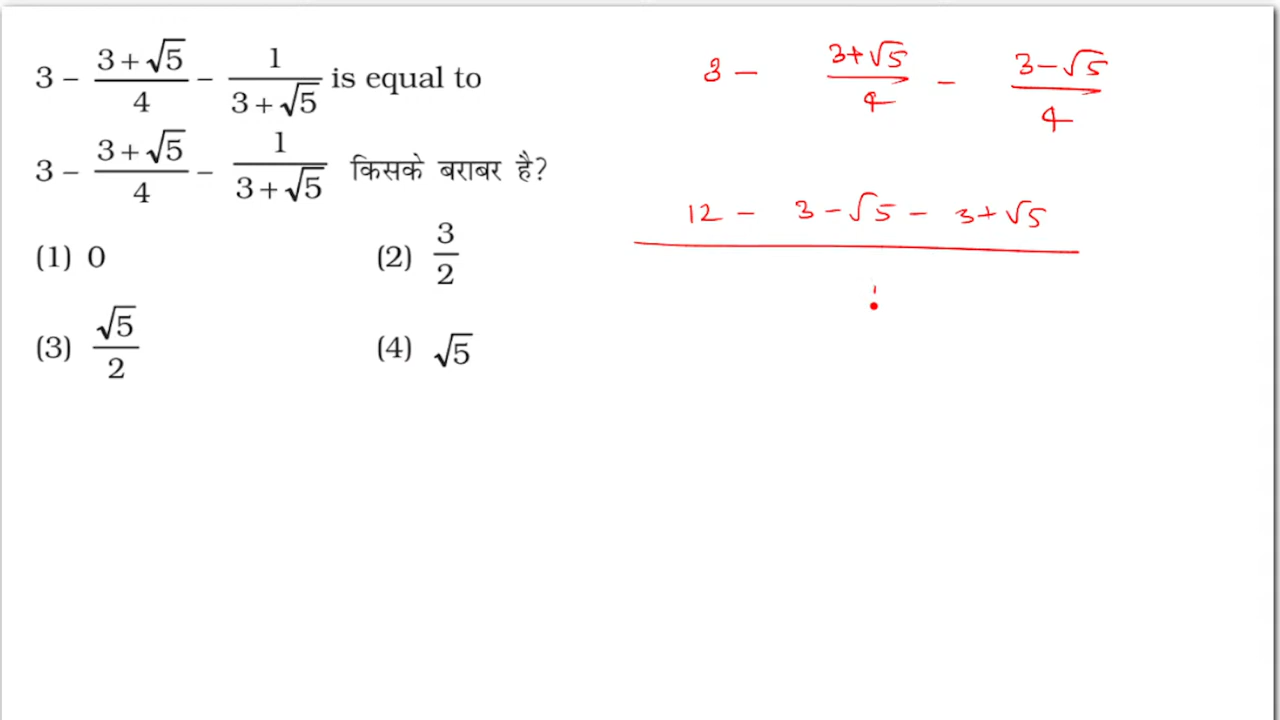 3 – (3 + √5)/4 – 1/(3 + √5) is equal to
3 – (3 + √5)/4 – 1/(3 + √5) किसके बराबर है?
(1) 0 (2) 3/2
(3) √5/2 (4) √5
3 – (3+√5)/4 – (3–√5)/4
12 – 3–√5 – 3+√5